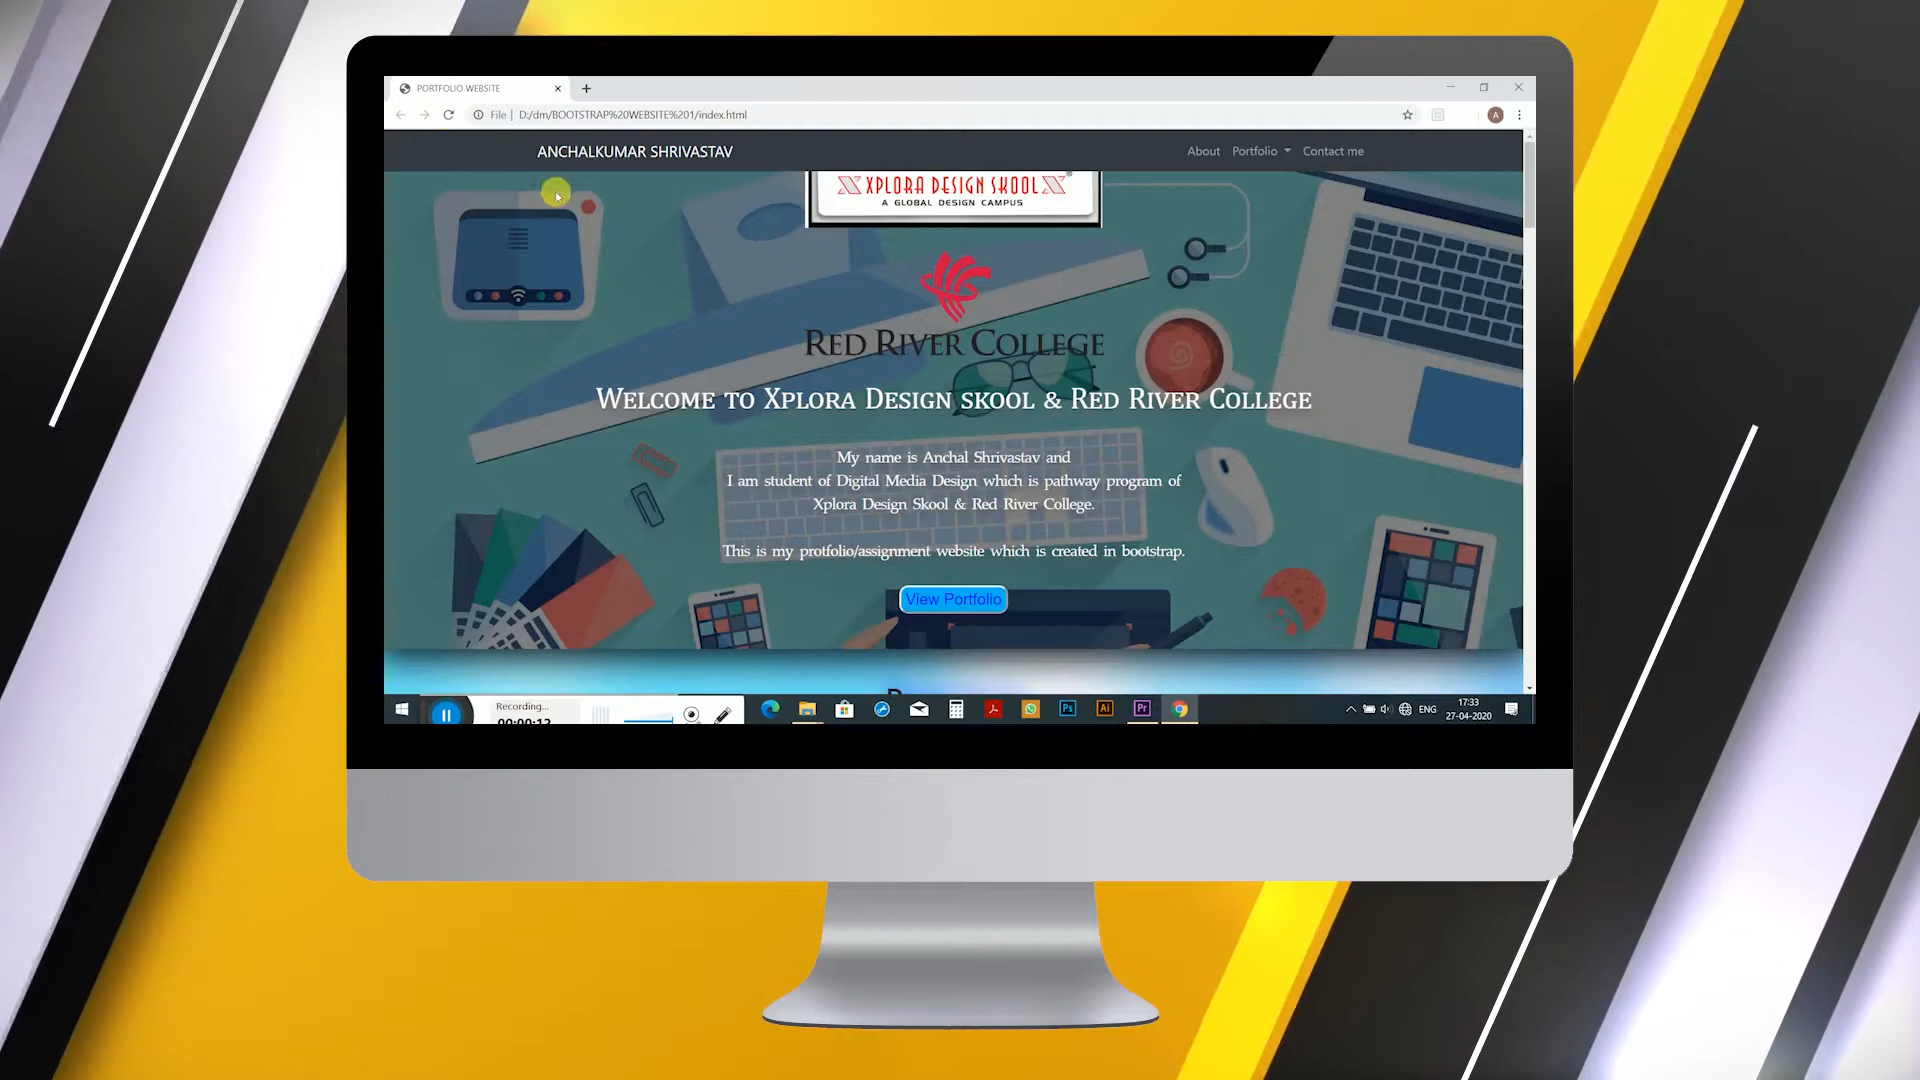 PORTFOLIO WEBSITE
File | D:/dm/BOOTSTRAP%20WEBSITE%201/index.html
A
ANCHALKUMAR SHRIVASTAV
About
Portfolio
Contact me
XPLORA DESIGN SKOOL®
A GLOBAL DESIGN CAMPUS
RED RIVER COLLEGE
WELCOME TO XPLORA DESIGN SKOOL & RED RIVER COLLEGE
My name is Anchal Shrivastav and
I am student of Digital Media Design which is pathway program of
Xplora Design Skool & Red River College.
This is my protfolio/assignment website which is created in bootstrap.
View Portfolio
Recording...
00:00:12
Ps
Ai
Pr
ENG
17:33
27-04-2020